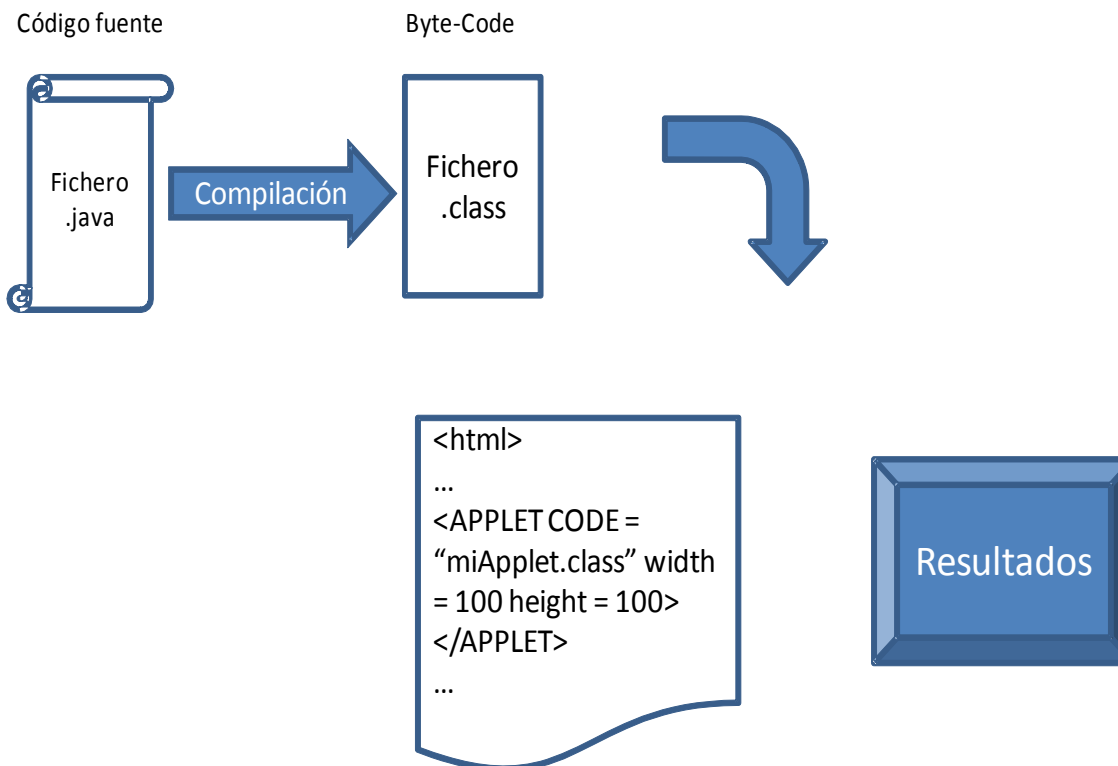 Código fuente
Byte-Code
Fichero
.java
Compilación
Fichero
.class
<html>
...
<APPLET CODE =
“miApplet.class” width
= 100 height = 100>
</APPLET>
...
Resultados